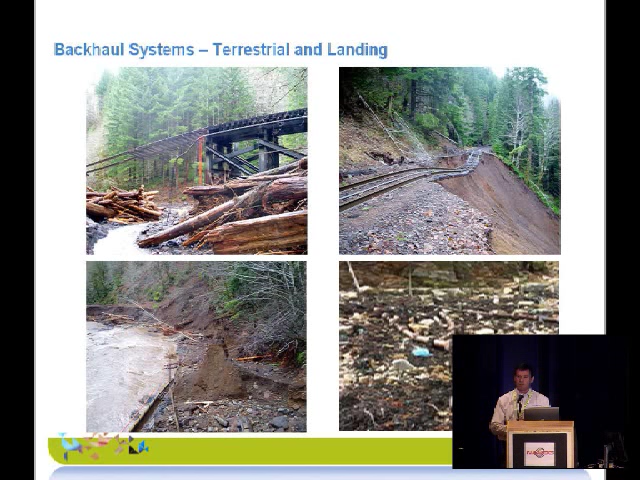 Backhaul Systems – Terrestrial and Landing